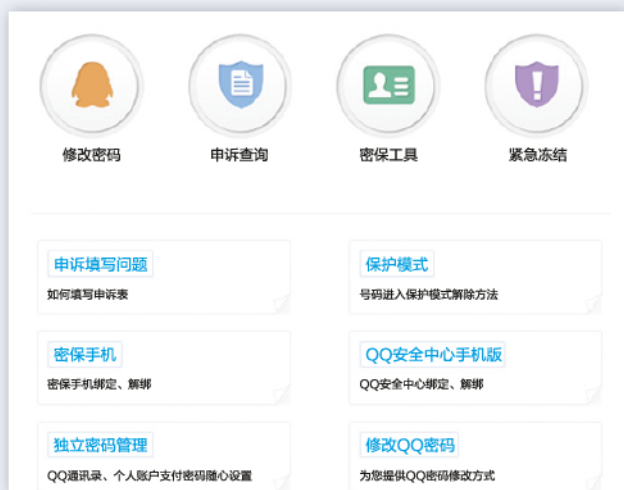 修改密码 申诉查询 密保工具 紧急冻结
申诉填写问题 保护模式
如何填写申诉表 号码进入保护模式解除方法
密保手机 QQ安全中心手机版
密保手机绑定、解绑 QQ安全中心绑定、解绑
独立密码管理 修改QQ密码
QQ通讯录、个人账户支付密码随心设置 为您提供QQ密码修改方式